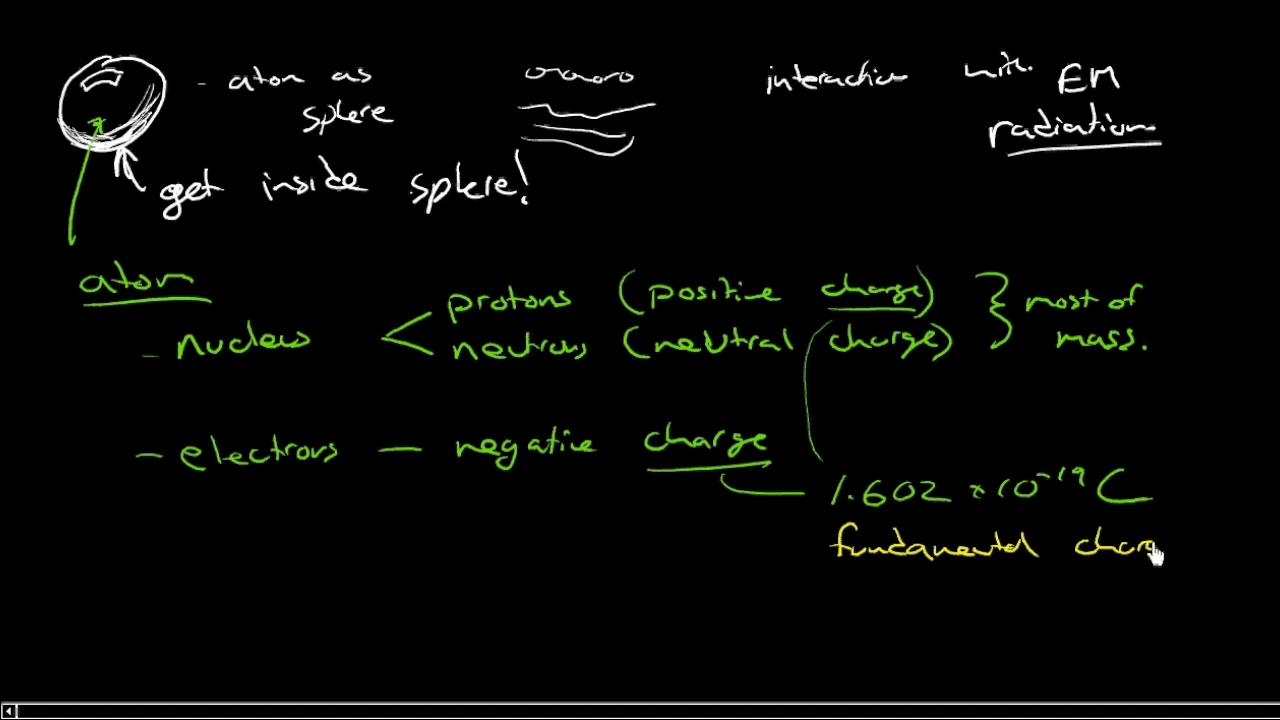 - atom as sphere
interaction with EM radiation
get inside sphere!
atom
- nucleus
protons (positive charge)
neutrons (neutral charge)
most of mass.
- electrons — negative charge
1.602 × 10⁻¹⁹ C
fundamental charg